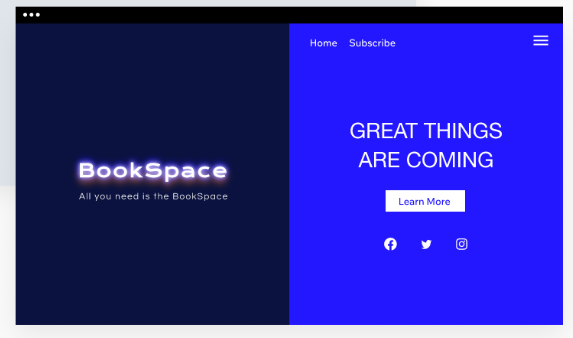 BookSpace
All you need is the BookSpace
Home Subscribe
GREAT THINGS
ARE COMING
Learn More